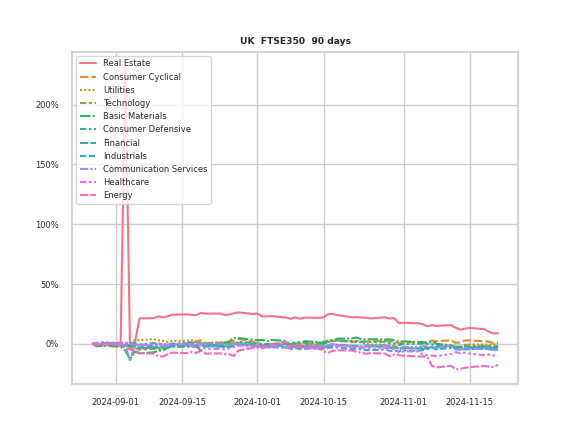 UK FTSE350 90 days
Real Estate
Consumer Cyclical
Utilities
Technology
Basic Materials
Consumer Defensive
Financial
Industrials
Communication Services
Healthcare
Energy
200%
150%
100%
50%
0%
2024-09-01 2024-09-15 2024-10-01 2024-10-15 2024-11-01 2024-11-15